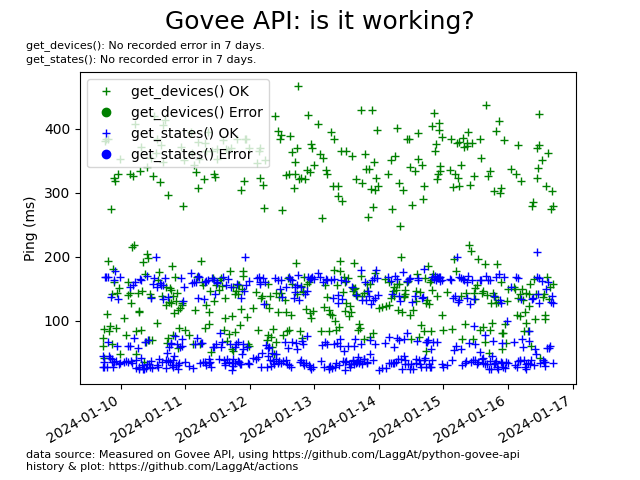 Govee API: is it working?
get_devices(): No recorded error in 7 days.
get_states(): No recorded error in 7 days.
get_devices() OK
get_devices() Error
get_states() OK
get_states() Error
Ping (ms)
400
300
200
100
2024-01-10
2024-01-11
2024-01-12
2024-01-13
2024-01-14
2024-01-15
2024-01-16
2024-01-17
data source: Measured on Govee API, using https://github.com/LaggAt/python-govee-api
history & plot: https://github.com/LaggAt/actions